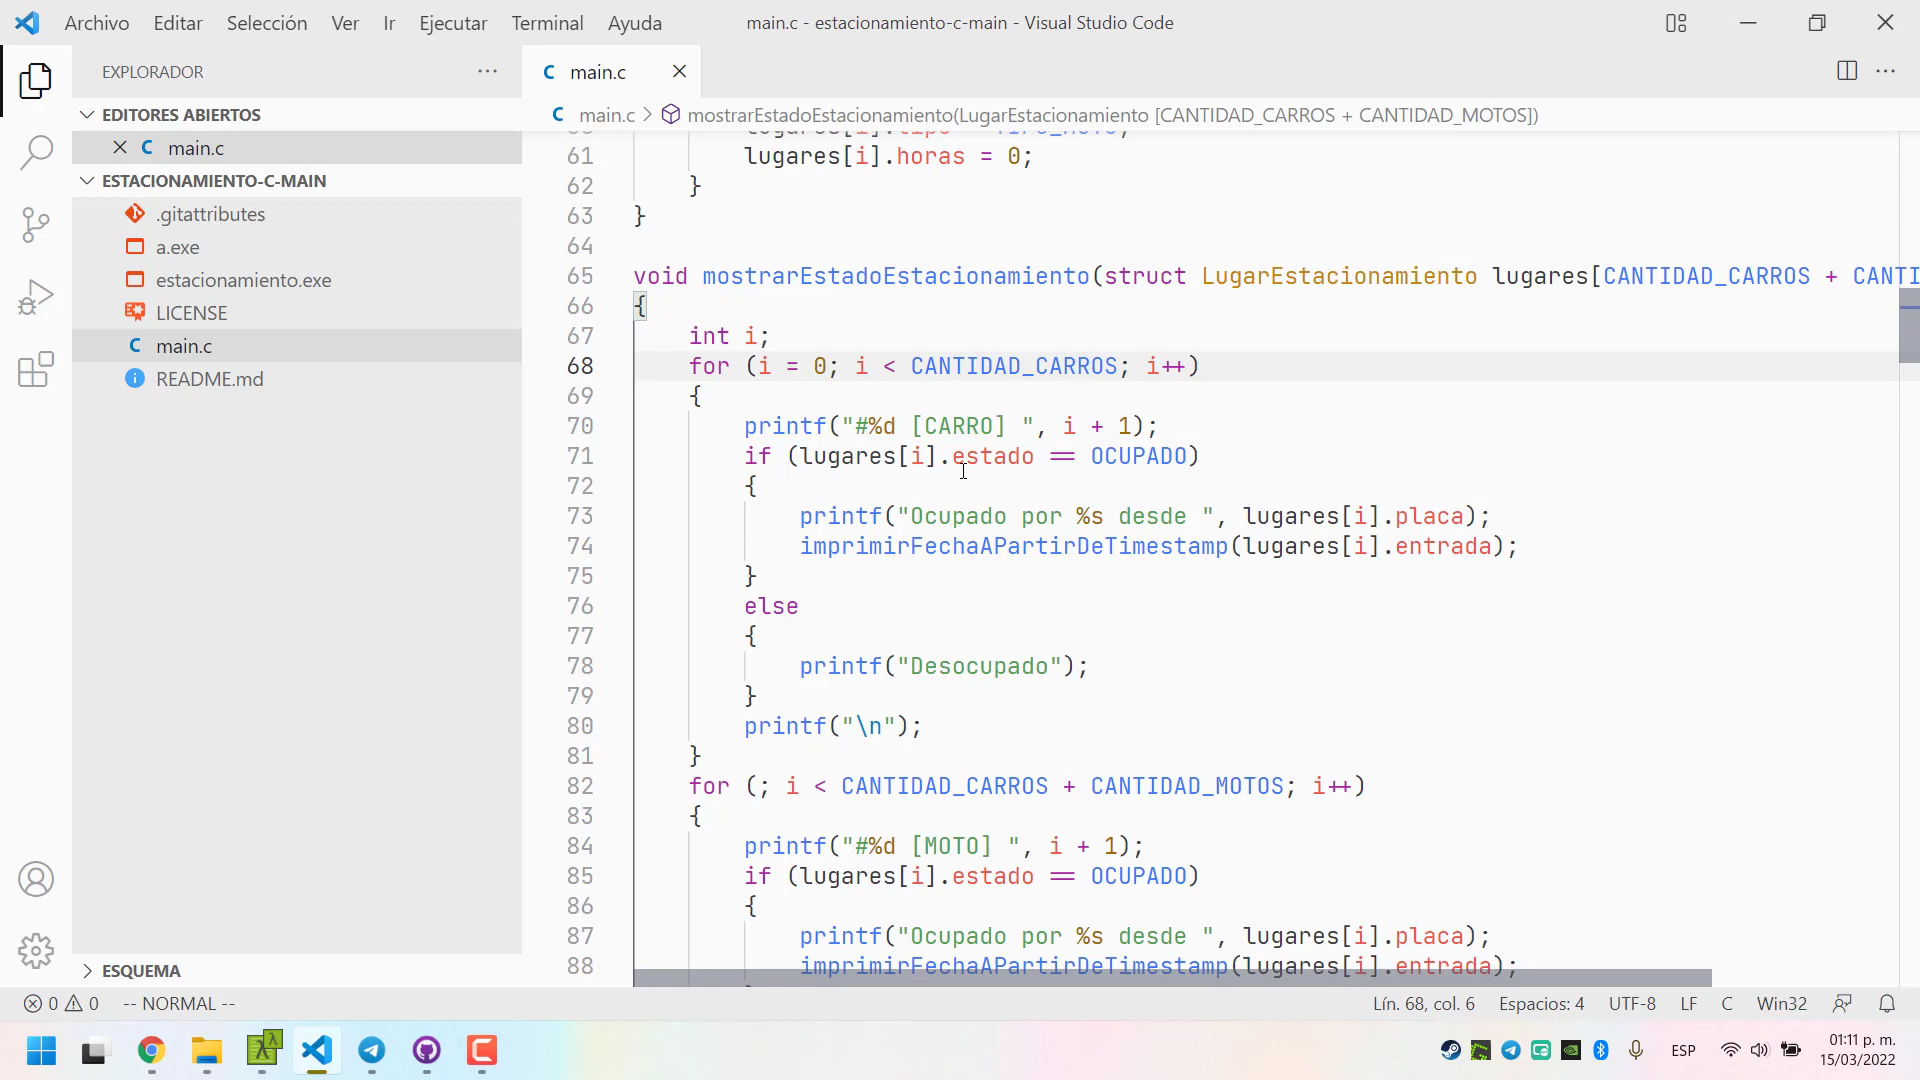 Archivo Editar Selección Ver Ir Ejecutar Terminal Ayuda main.c - estacionamiento-c-main - Visual Studio Code
EXPLORADOR
EDITORES ABIERTOS
main.c
ESTACIONAMIENTO-C-MAIN
.gitattributes
a.exe
estacionamiento.exe
LICENSE
main.c
README.md
ESQUEMA
main.c
main.c > mostrarEstadoEstacionamiento(LugarEstacionamiento [CANTIDAD_CARROS + CANTIDAD_MOTOS])
61 lugares[i].horas = 0;
62 }
63 }
64
65 void mostrarEstadoEstacionamiento(struct LugarEstacionamiento lugares[CANTIDAD_CARROS + CANTI
66 {
67 int i;
68 for (i = 0; i < CANTIDAD_CARROS; i++)
69 {
70 printf("#%d [CARRO] ", i + 1);
71 if (lugares[i].estado == OCUPADO)
72 {
73 printf("Ocupado por %s desde ", lugares[i].placa);
74 imprimirFechaAPartirDeTimestamp(lugares[i].entrada);
75 }
76 else
77 {
78 printf("Desocupado");
79 }
80 printf("\n");
81 }
82 for (; i < CANTIDAD_CARROS + CANTIDAD_MOTOS; i++)
83 {
84 printf("#%d [MOTO] ", i + 1);
85 if (lugares[i].estado == OCUPADO)
86 {
87 printf("Ocupado por %s desde ", lugares[i].placa);
88 imprimirFechaAPartirDeTimestamp(lugares[i].entrada);
0 0 -- NORMAL -- Lín. 68, col. 6 Espacios: 4 UTF-8 LF C Win32
ESP 01:11 p. m.
15/03/2022